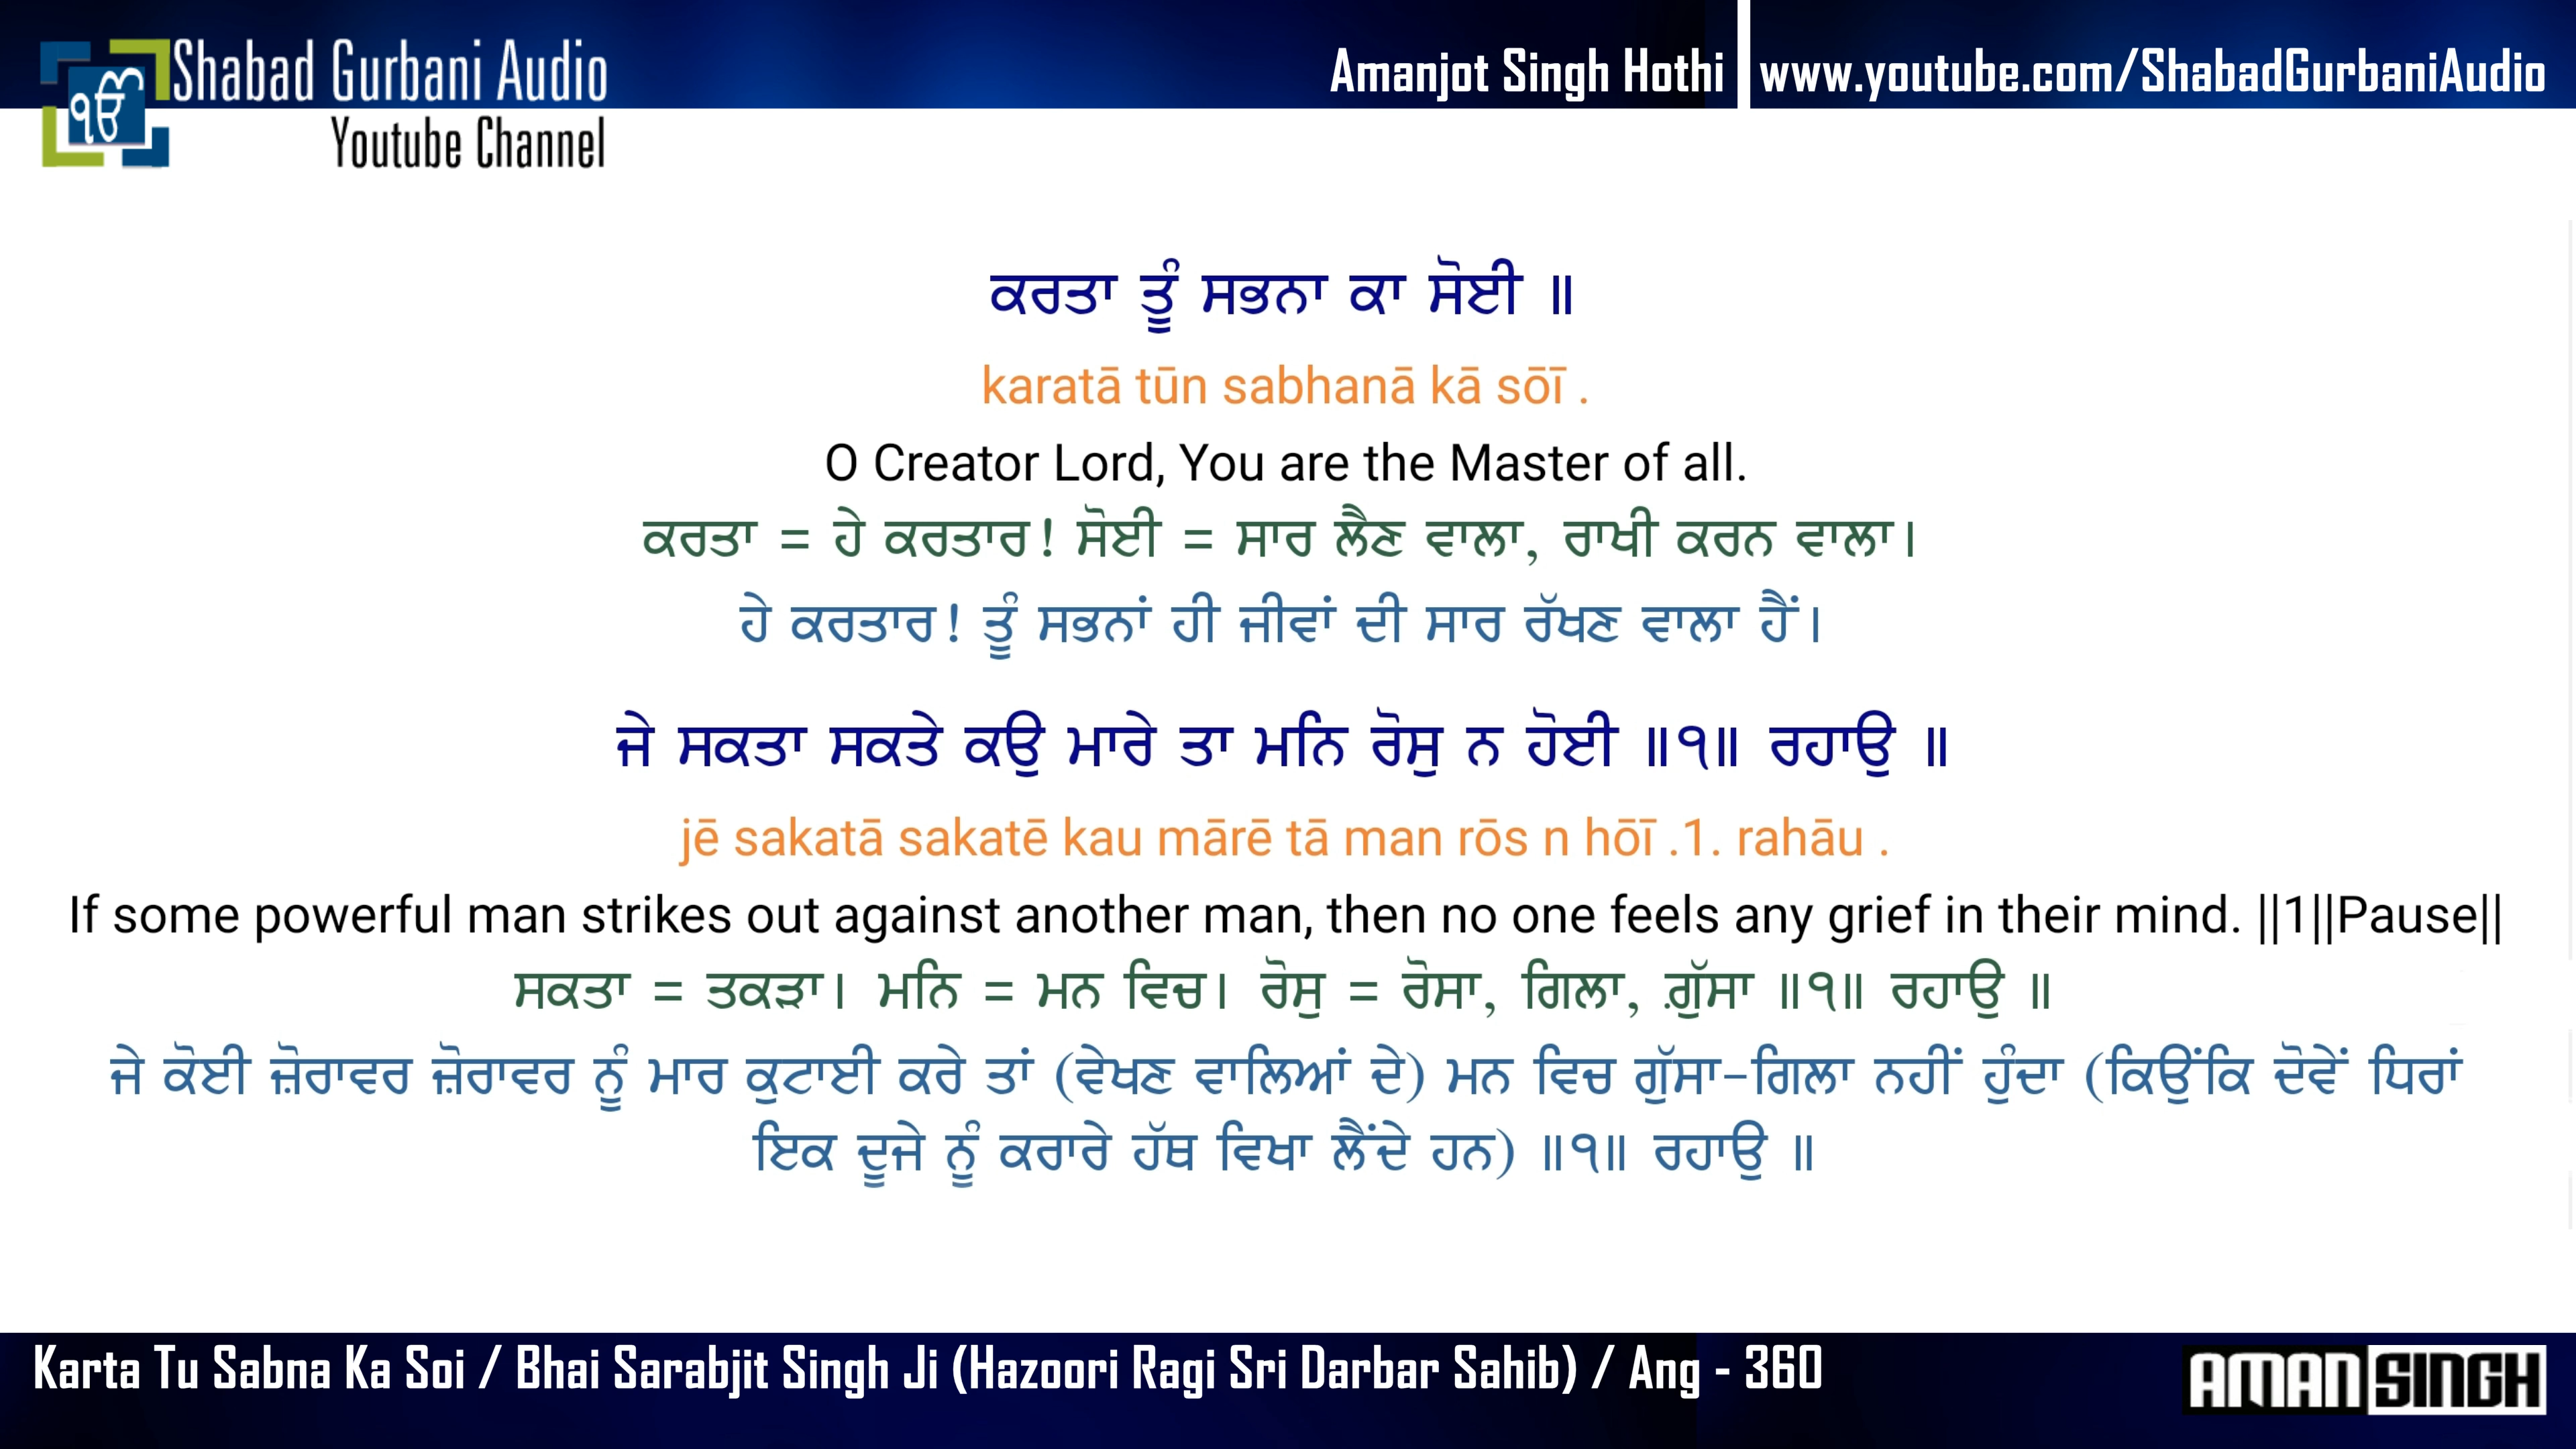 Shabad Gurbani Audio
Youtube Channel
ੴ
Amanjot Singh Hothi
www.youtube.com/ShabadGurbaniAudio
ਕਰਤਾ ਤੂੰ ਸਭਨਾ ਕਾ ਸੋਈ ॥
karatā tūn sabhanā kā sōī .
O Creator Lord, You are the Master of all.
ਕਰਤਾ = ਹੇ ਕਰਤਾਰ! ਸੋਈ = ਸਾਰ ਲੈਣ ਵਾਲਾ, ਰਾਖੀ ਕਰਨ ਵਾਲਾ।
ਹੇ ਕਰਤਾਰ! ਤੂੰ ਸਭਨਾਂ ਹੀ ਜੀਵਾਂ ਦੀ ਸਾਰ ਰੱਖਣ ਵਾਲਾ ਹੈਂ।
ਜੇ ਸਕਤਾ ਸਕਤੇ ਕਉ ਮਾਰੇ ਤਾ ਮਨਿ ਰੋਸੁ ਨ ਹੋਈ ॥੧॥ ਰਹਾਉ ॥
jē sakatā sakatē kau mārē tā man rōs n hōī .1. rahāu .
If some powerful man strikes out against another man, then no one feels any grief in their mind. ||1||Pause||
ਸਕਤਾ = ਤਕੜਾ। ਮਨਿ = ਮਨ ਵਿਚ। ਰੋਸੁ = ਰੋਸਾ, ਗਿਲਾ, ਗ਼ੁੱਸਾ ॥੧॥ ਰਹਾਉ ॥
ਜੇ ਕੋਈ ਜ਼ੋਰਾਵਰ ਜ਼ੋਰਾਵਰ ਨੂੰ ਮਾਰ ਕੁਟਾਈ ਕਰੇ ਤਾਂ (ਵੇਖਣ ਵਾਲਿਆਂ ਦੇ) ਮਨ ਵਿਚ ਗੁੱਸਾ-ਗਿਲਾ ਨਹੀਂ ਹੁੰਦਾ (ਕਿਉਂਕਿ ਦੋਵੇਂ ਧਿਰਾਂ
ਇਕ ਦੂਜੇ ਨੂੰ ਕਰਾਰੇ ਹੱਥ ਵਿਖਾ ਲੈਂਦੇ ਹਨ) ॥੧॥ ਰਹਾਉ ॥
Karta Tu Sabna Ka Soi / Bhai Sarabjit Singh Ji (Hazoori Ragi Sri Darbar Sahib) / Ang - 360
AMAN SINGH